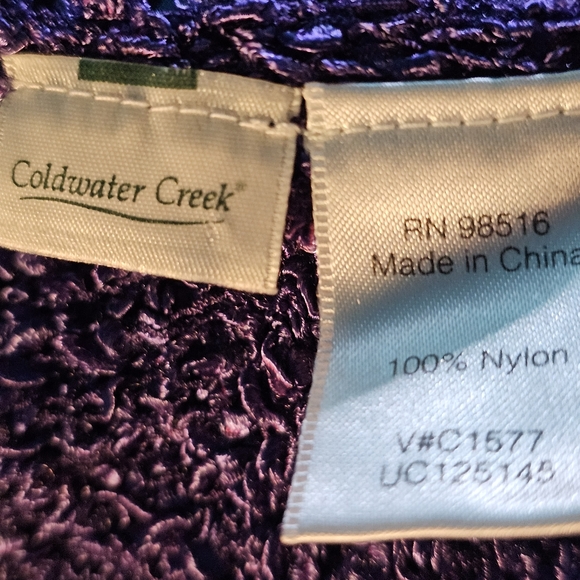 Coldwater Creek®
RN 98516
Made in China
100% Nylon
V#C1577
UC125145